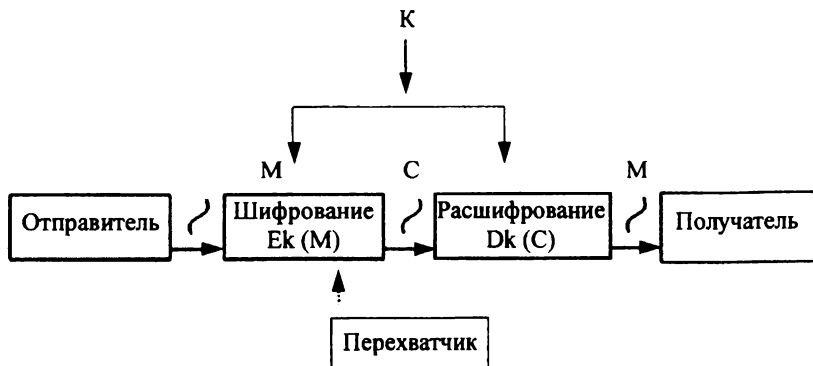 К
М
С
М
Отправитель
Шифрование
Ek (M)
Расшифрование
Dk (C)
Получатель
Перехватчик